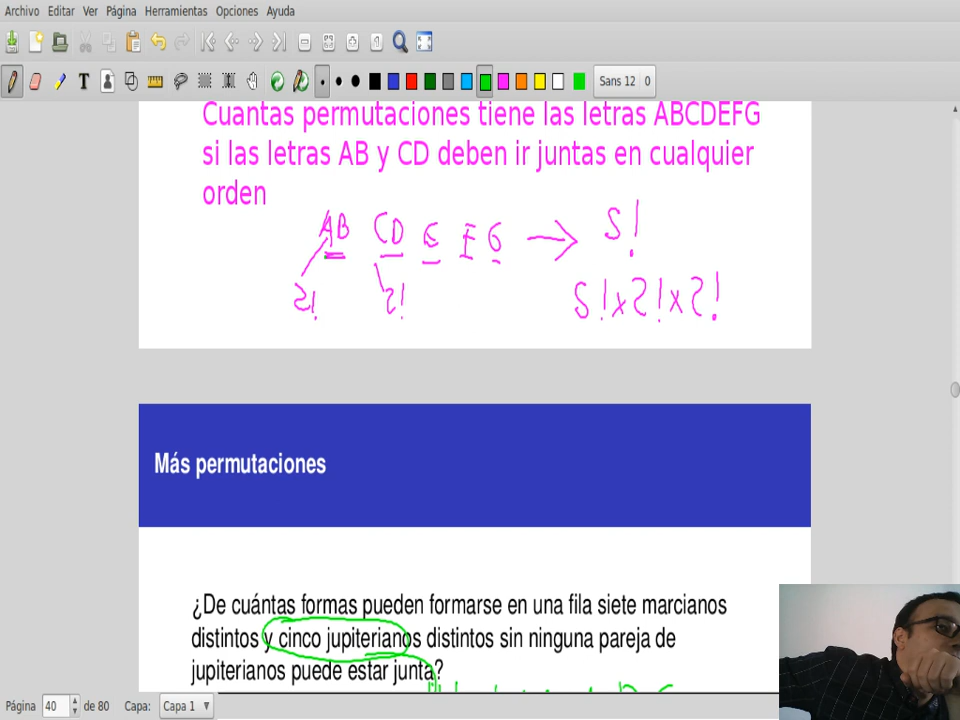 Archivo Editar Ver Página Herramientas Opciones Ayuda
Sans 12 0
Cuantas permutaciones tiene las letras ABCDEFG
si las letras AB y CD deben ir juntas en cualquier
orden
AB CD E F G → 5!
2! 2! 5!x2!x2!
Más permutaciones
¿De cuántas formas pueden formarse en una fila siete marcianos
distintos y cinco jupiterianos distintos sin ninguna pareja de
jupiterianos puede estar junta?
Página 40 de 80 Capa: Capa 1